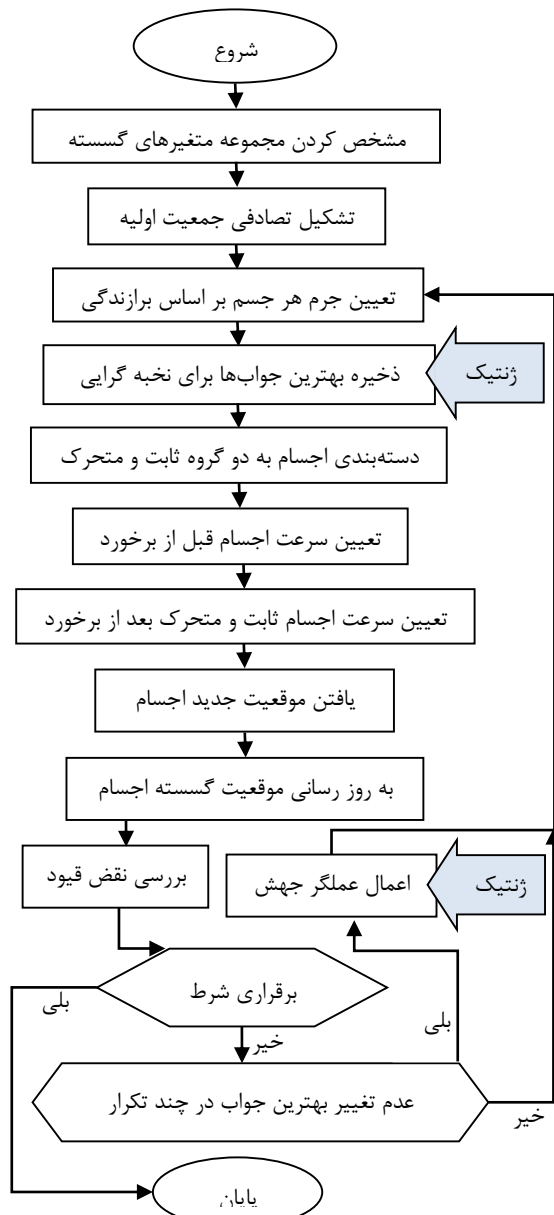 شروع
مشخص کردن مجموعه متغیرهای گسسته
تشکیل تصادفی جمعیت اولیه
تعیین جرم هر جسم بر اساس برازندگی
ذخیره بهترین جواب‌ها برای نخبه گرایی
ژنتیک
دسته‌بندی اجسام به دو گروه ثابت و متحرک
تعیین سرعت اجسام قبل از برخورد
تعیین سرعت اجسام ثابت و متحرک بعد از برخورد
یافتن موقعیت جدید اجسام
به روز رسانی موقعیت گسسته اجسام
بررسی نقض قیود
اعمال عملگر جهش
ژنتیک
برقراری شرط
بلی
بلی
خیر
عدم تغییر بهترین جواب در چند تکرار
خیر
پایان